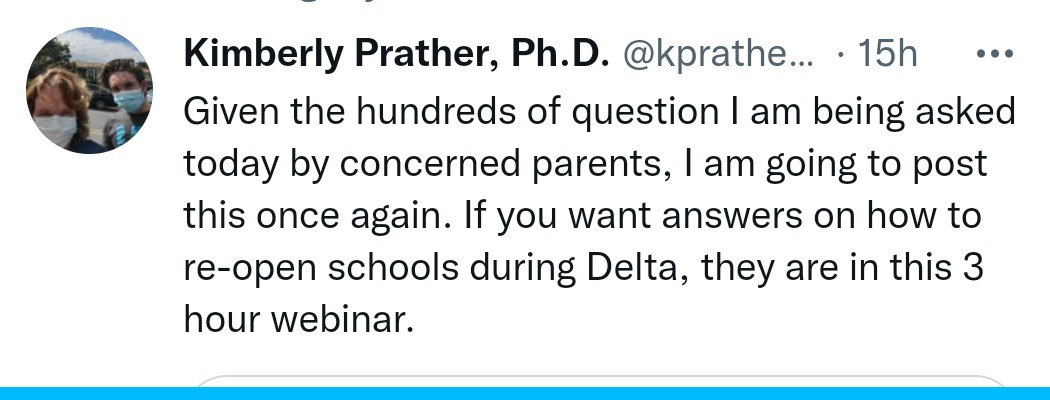 Kimberly Prather, Ph.D. @kprathe... · 15h
Given the hundreds of question I am being asked
today by concerned parents, I am going to post
this once again. If you want answers on how to
re-open schools during Delta, they are in this 3
hour webinar.